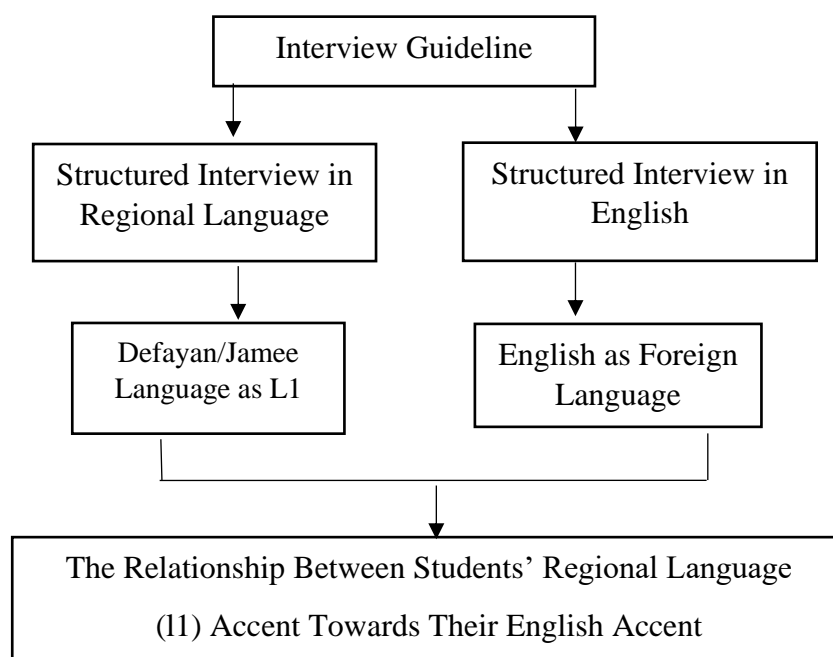 Interview Guideline
Structured Interview in
Regional Language
Structured Interview in
English
Defayan/Jamee
Language as L1
English as Foreign
Language
The Relationship Between Students’ Regional Language
(l1) Accent Towards Their English Accent